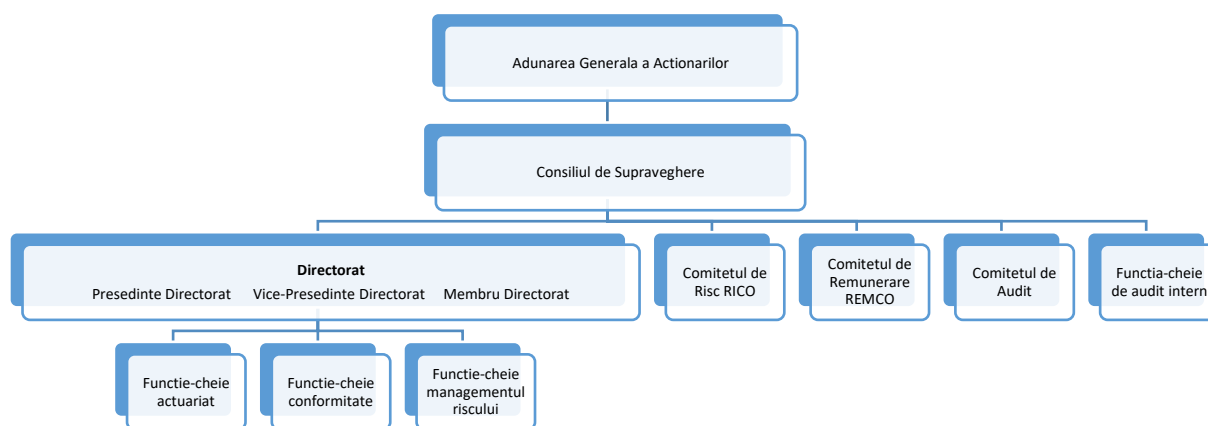 Adunarea Generala a Actionarilor
Consiliul de Supraveghere
Directorat
Presedinte Directorat Vice-Presedinte Directorat Membru Directorat
Comitetul de
Risc RICO
Comitetul de
Remunerare
REMCO
Comitetul de
Audit
Functia-cheie
de audit intern
Functie-cheie
actuariat
Functie-cheie
conformitate
Functie-cheie
managementul
riscului